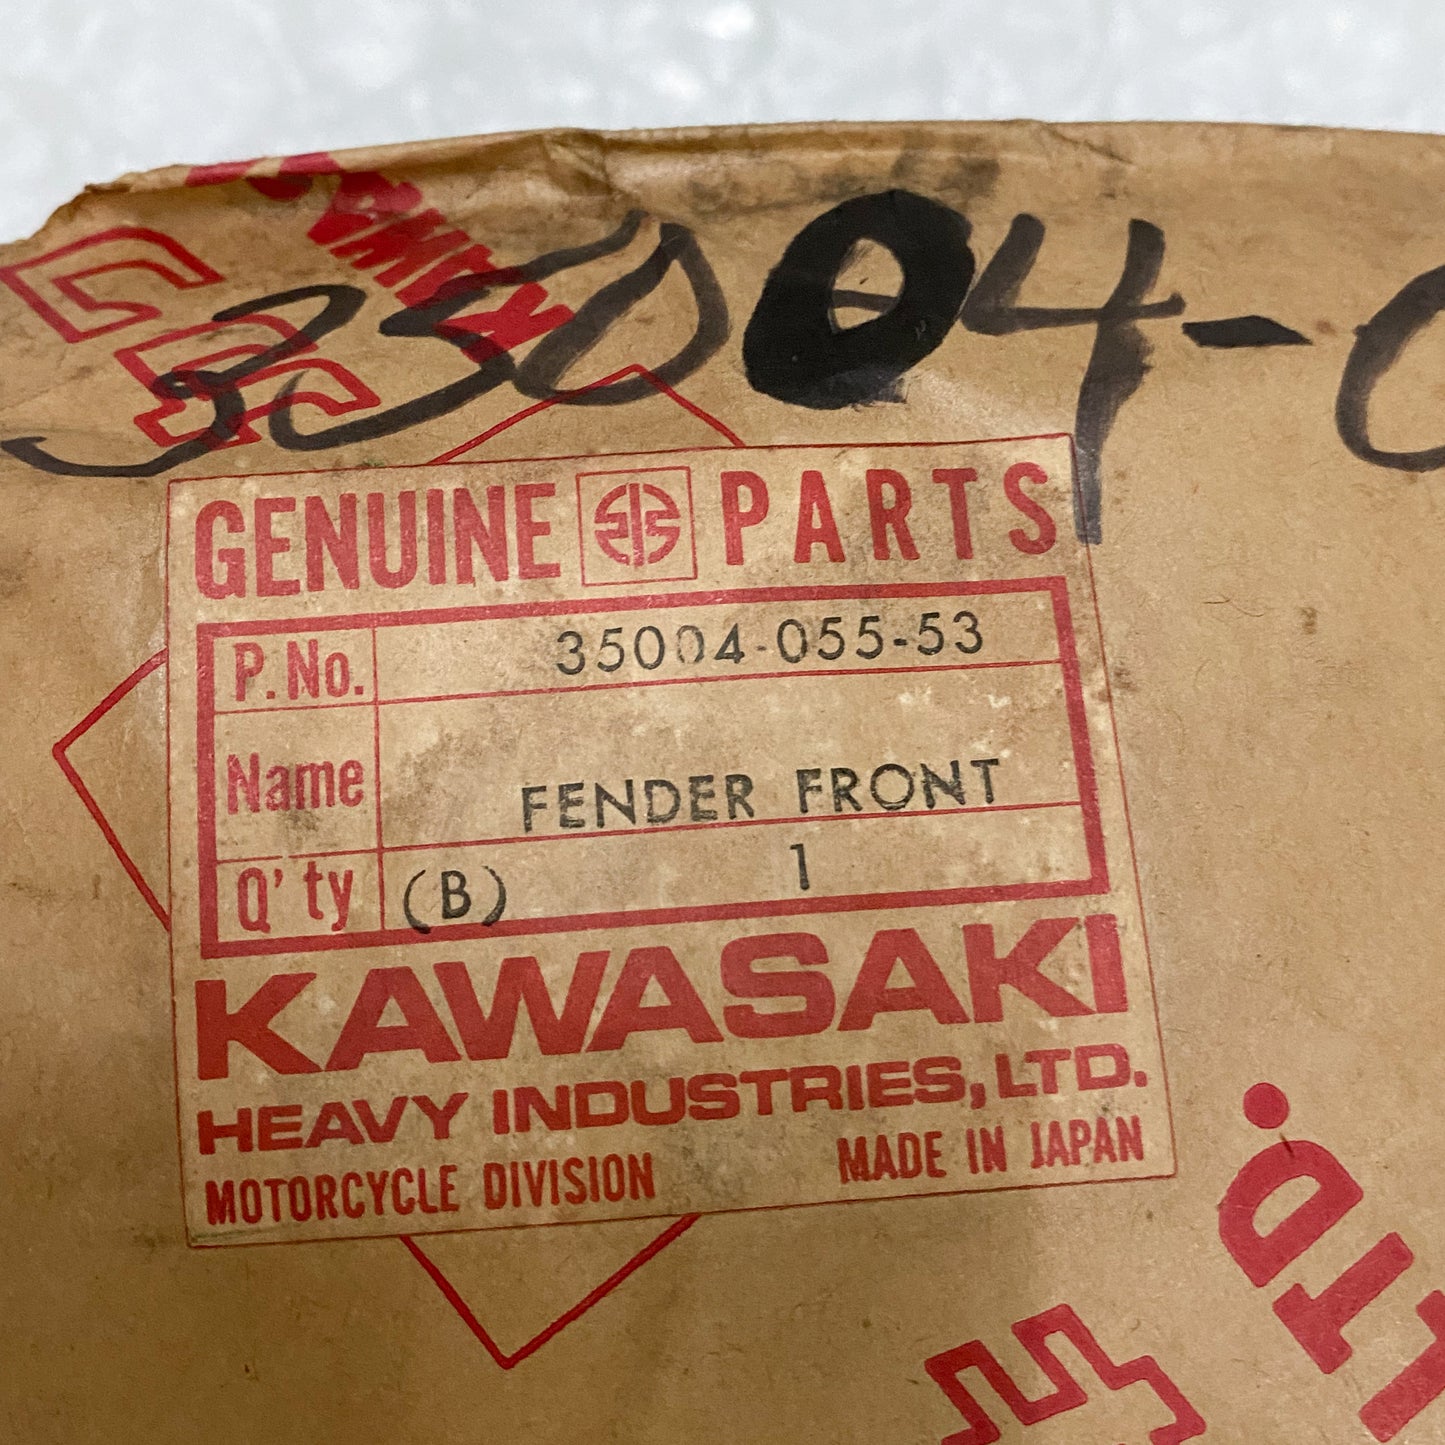 35004-0
GENUINE PARTS
P.No. 35004-055-53
Name FENDER FRONT
Q'ty (B) 1
KAWASAKI
HEAVY INDUSTRIES, LTD.
MOTORCYCLE DIVISION MADE IN JAPAN
LTD.